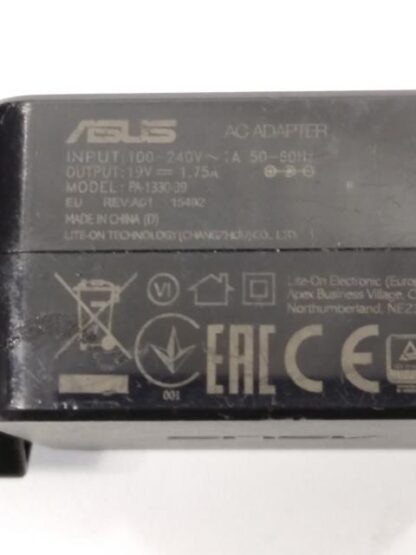 ASUS AC ADAPTER
INPUT: 100-240V~ 1A 50-60Hz
OUTPUT: 19V ⎓ 1.75A
MODEL: PA-1330-39
EU REV:A01 15492
MADE IN CHINA (D)
LITE-ON TECHNOLOGY (CHANGZHOU) CO., LTD.
VI
Lite-On Electronic (Euro
Apex Business Village, C
Northumberland, NE2
001
EAC CE